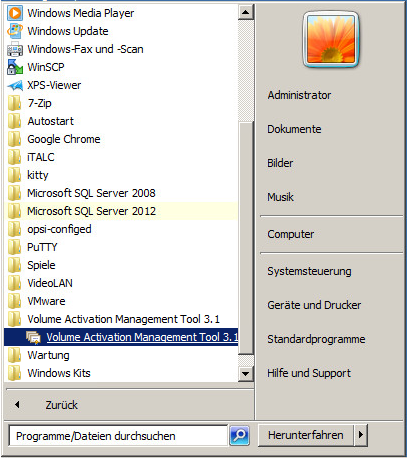 Windows Media Player
Windows Update
Windows-Fax und -Scan
WinSCP
XPS-Viewer
7-Zip
Autostart
Google Chrome
iTALC
kitty
Microsoft SQL Server 2008
Microsoft SQL Server 2012
opsi-configed
PuTTY
Spiele
VideoLAN
VMware
Volume Activation Management Tool 3.1
Volume Activation Management Tool 3.1
Wartung
Windows Kits
Zurück
Programme/Dateien durchsuchen
Administrator
Dokumente
Bilder
Musik
Computer
Systemsteuerung
Geräte und Drucker
Standardprogramme
Hilfe und Support
Herunterfahren